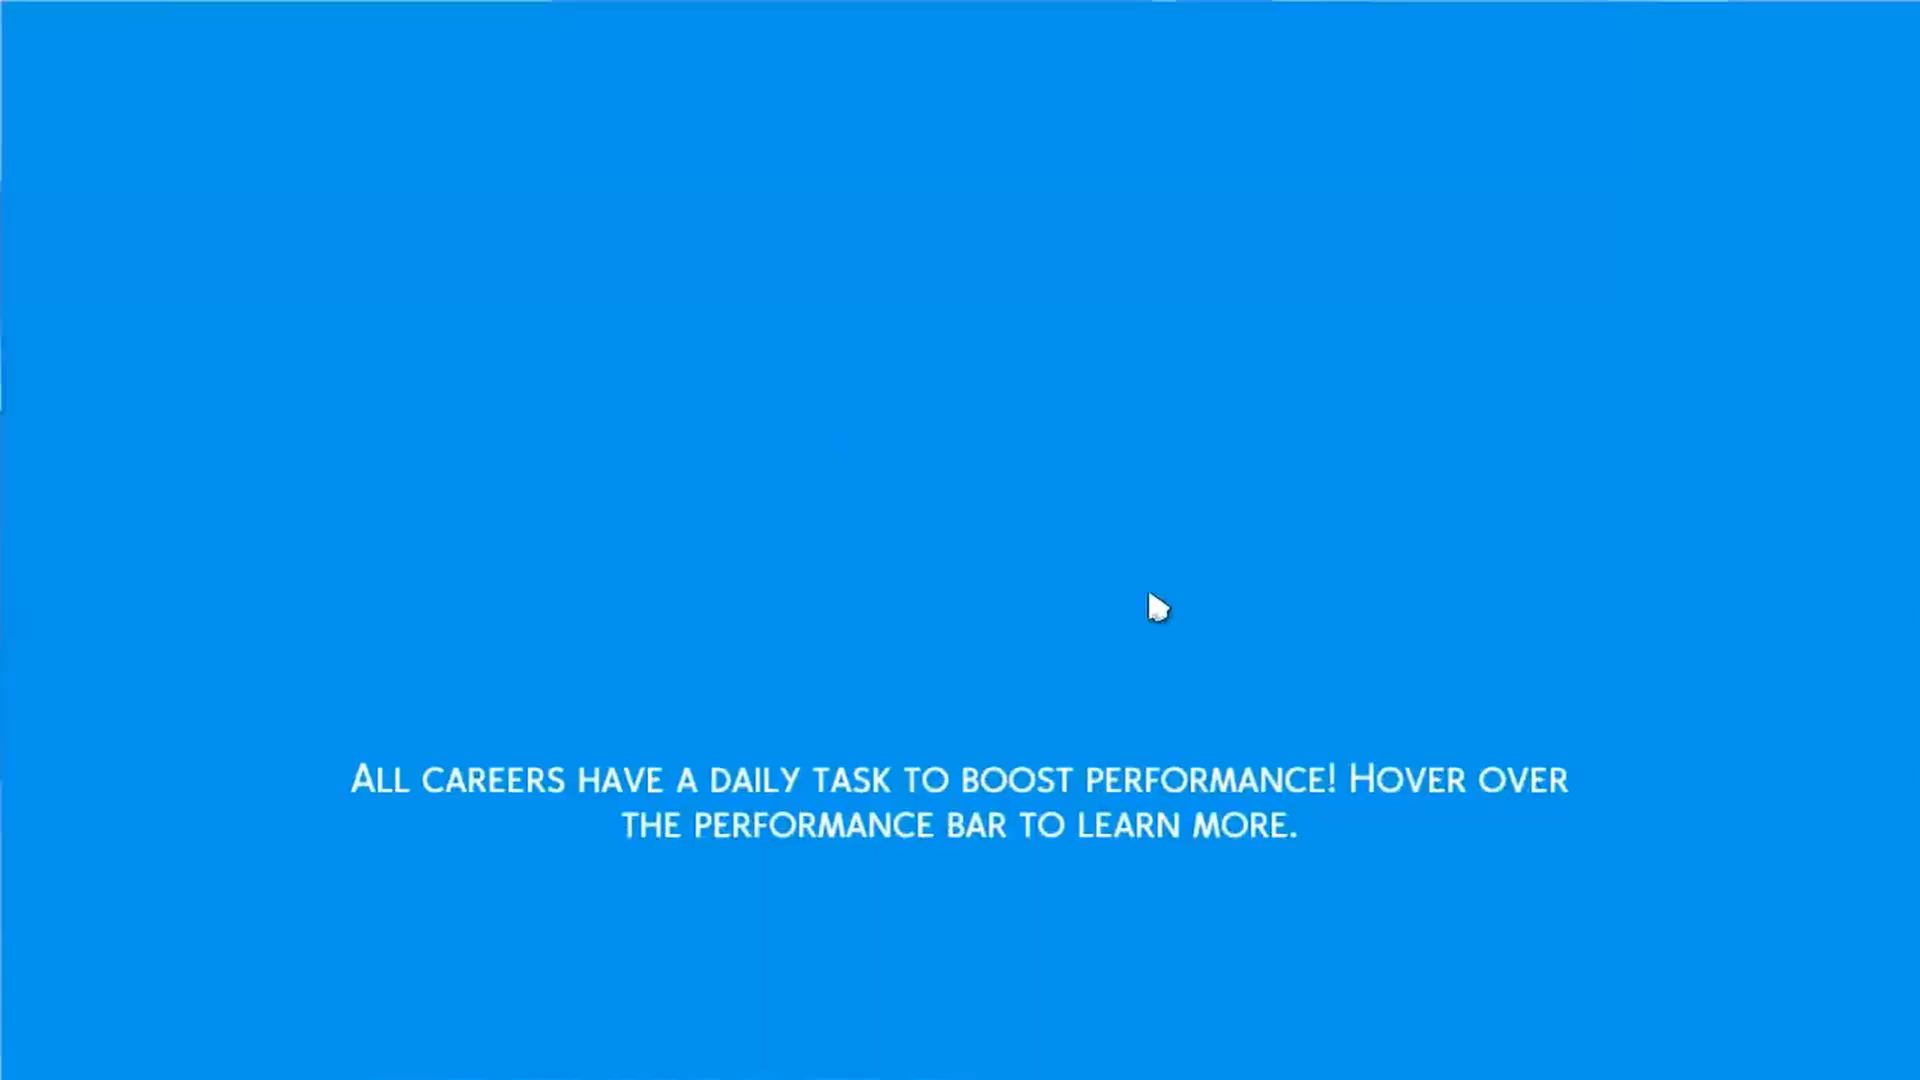 All careers have a daily task to boost performance! Hover over
the performance bar to learn more.